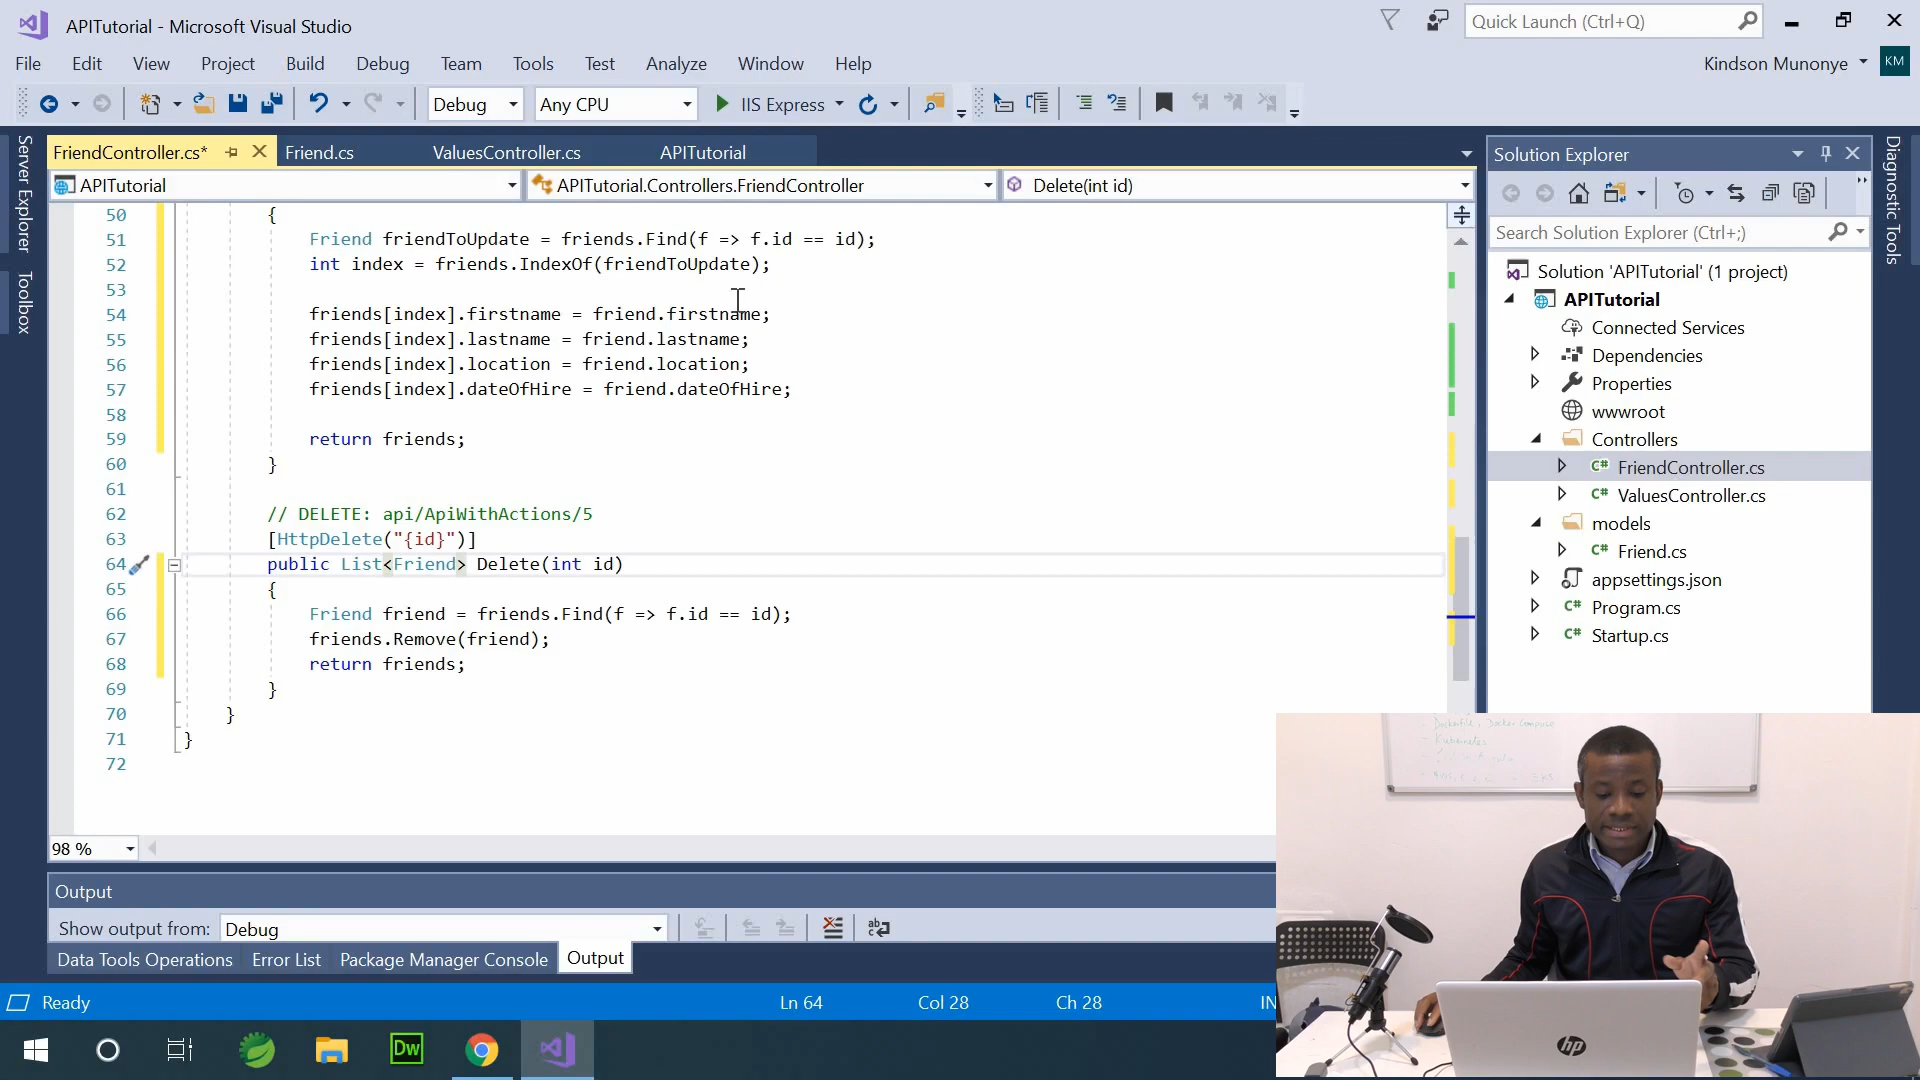 APITutorial - Microsoft Visual Studio
Quick Launch (Ctrl+Q)
File Edit View Project Build Debug Team Tools Test Analyze Window Help
Kindson Munonye KM
Debug Any CPU IIS Express
Server Explorer
Toolbox
FriendController.cs* Friend.cs ValuesController.cs APITutorial
APITutorial APITutorial.Controllers.FriendController Delete(int id)
50 {
51 Friend friendToUpdate = friends.Find(f => f.id == id);
52 int index = friends.IndexOf(friendToUpdate);
53
54 friends[index].firstname = friend.firstname;
55 friends[index].lastname = friend.lastname;
56 friends[index].location = friend.location;
57 friends[index].dateOfHire = friend.dateOfHire;
58
59 return friends;
60 }
61
62 // DELETE: api/ApiWithActions/5
63 [HttpDelete("{id}")]
64 public List<Friend> Delete(int id)
65 {
66 Friend friend = friends.Find(f => f.id == id);
67 friends.Remove(friend);
68 return friends;
69 }
70 }
71 }
72
98 %
Output
Show output from: Debug
Data Tools Operations Error List Package Manager Console Output
Ready Ln 64 Col 28 Ch 28 IN
Solution Explorer
Search Solution Explorer (Ctrl+;)
Solution 'APITutorial' (1 project)
APITutorial
Connected Services
Dependencies
Properties
wwwroot
Controllers
C# FriendController.cs
C# ValuesController.cs
models
C# Friend.cs
appsettings.json
C# Program.cs
C# Startup.cs
Diagnostic Tools
Dockerfile, Docker Compose
Kubernetes
hp
Dw